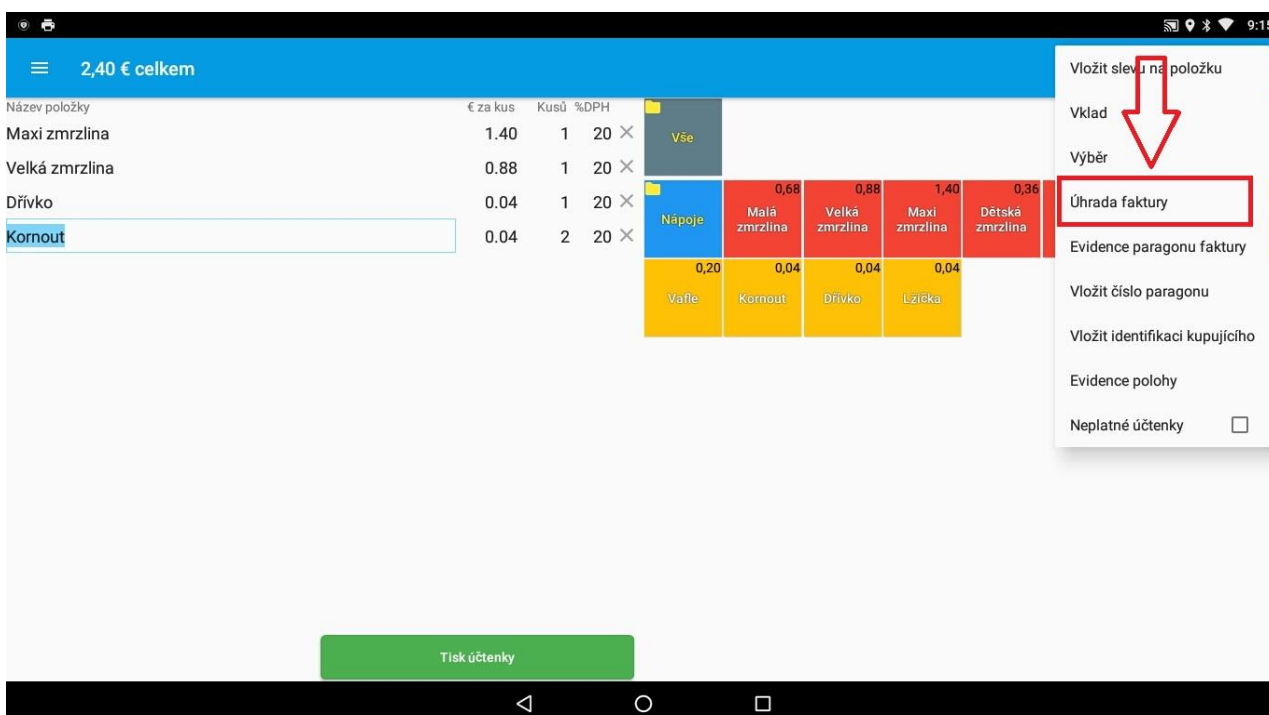 9:15
2,40 € celkem
Název položky € za kus Kusů %DPH
Maxi zmrzlina 1.40 1 20
Velká zmrzlina 0.88 1 20
Dřívko 0.04 1 20
Kornout 0.04 2 20
Tisk účtenky
Vše
Nápoje
0,68
Malá
zmrzlina
0,88
Velká
zmrzlina
1,40
Maxi
zmrzlina
0,36
Dětská
zmrzlina
0,20
Vafle
0,04
Kornout
0,04
Dřívko
0,04
Lžička
Vložit slevu na položku
Vklad
Výběr
Úhrada faktury
Evidence paragonu faktury
Vložit číslo paragonu
Vložit identifikaci kupujícího
Evidence polohy
Neplatné účtenky